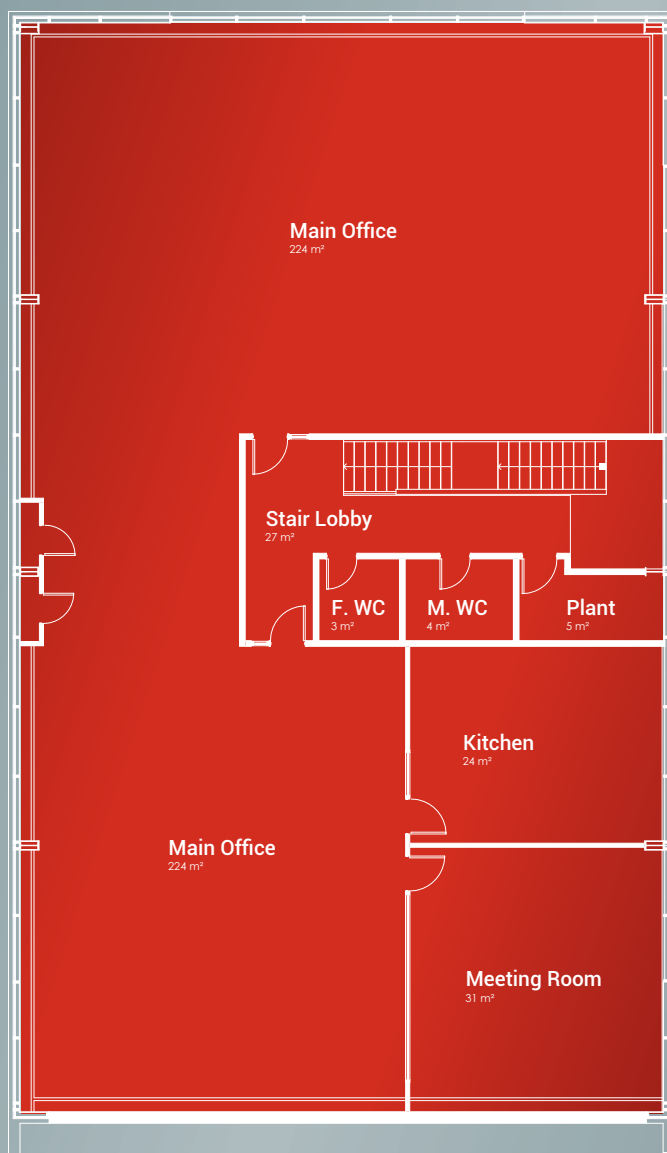 Main Office
224 m²
Stair Lobby
27 m²
F. WC
3 m²
M. WC
4 m²
Plant
5 m²
Kitchen
24 m²
Main Office
224 m²
Meeting Room
31 m²